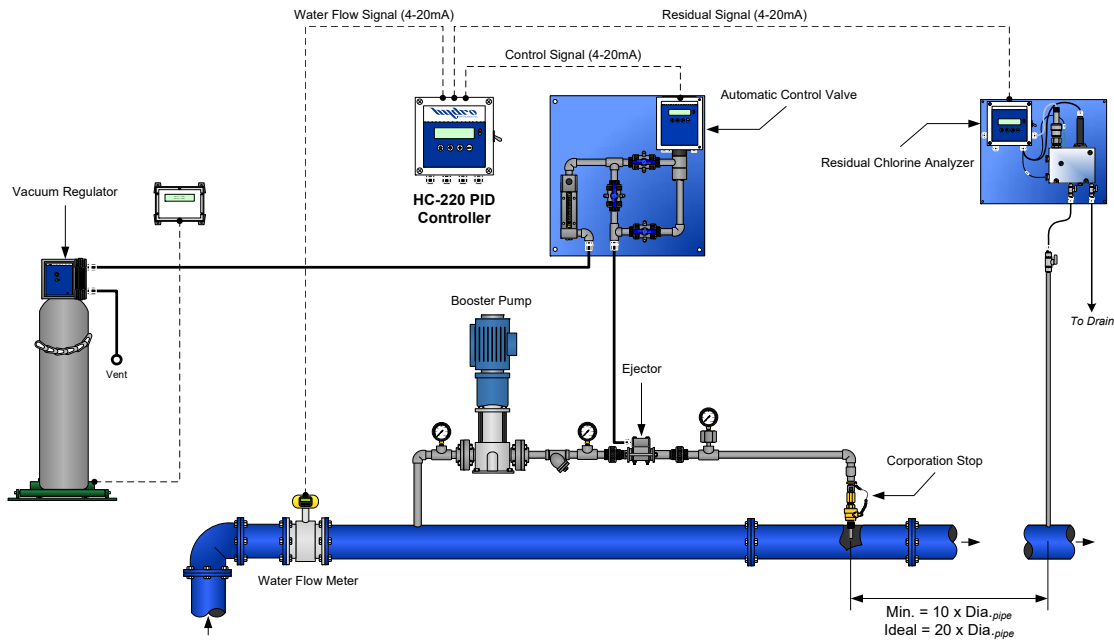 Water Flow Signal (4-20mA)
Residual Signal (4-20mA)
Control Signal (4-20mA)
Automatic Control Valve
hydro
Residual Chlorine Analyzer
HC-220 PID
Controller
Vacuum Regulator
Vent
Booster Pump
To Drain
Ejector
Corporation Stop
Water Flow Meter
Min. = 10 x Dia.pipe
Ideal = 20 x Dia.pipe